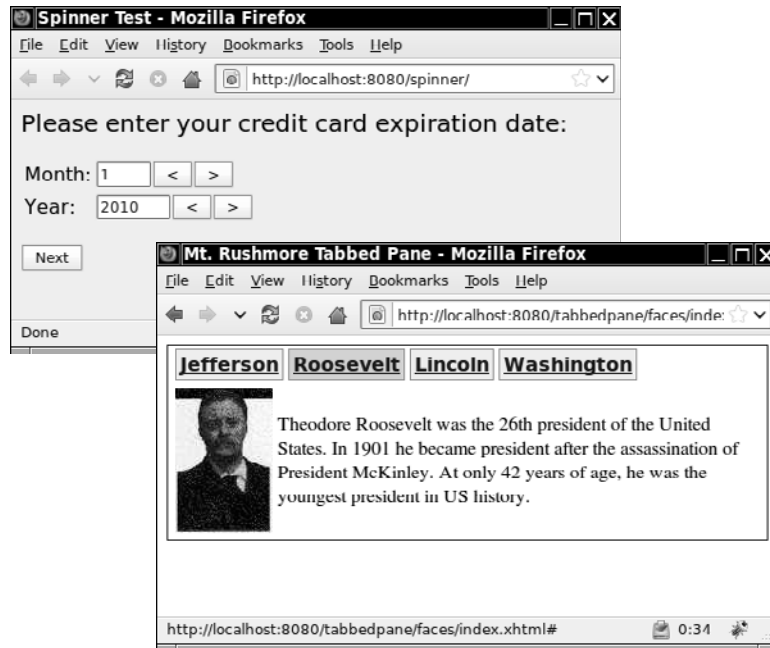 Spinner Test - Mozilla Firefox
File Edit View History Bookmarks Tools Help
http://localhost:8080/spinner/
Please enter your credit card expiration date:
Month: 1 < >
Year: 2010 < >
Next
Done
Mt. Rushmore Tabbed Pane - Mozilla Firefox
File Edit View History Bookmarks Tools Help
http://localhost:8080/tabbedpane/faces/inde:
Jefferson Roosevelt Lincoln Washington
Theodore Roosevelt was the 26th president of the United
States. In 1901 he became president after the assassination of
President McKinley. At only 42 years of age, he was the
youngest president in US history.
http://localhost:8080/tabbedpane/faces/index.xhtml# 0:34